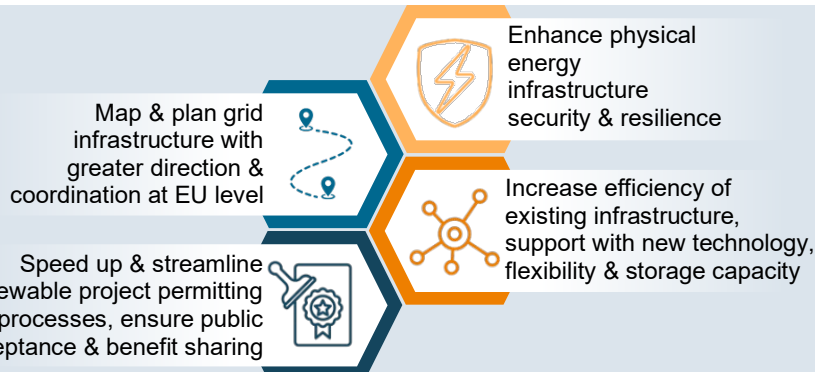 Enhance physical
energy
infrastructure
security & resilience
Map & plan grid
infrastructure with
greater direction &
coordination at EU level
Increase efficiency of
existing infrastructure,
support with new technology,
flexibility & storage capacity
Speed up & streamline
ewable project permitting
processes, ensure public
eptance & benefit sharing